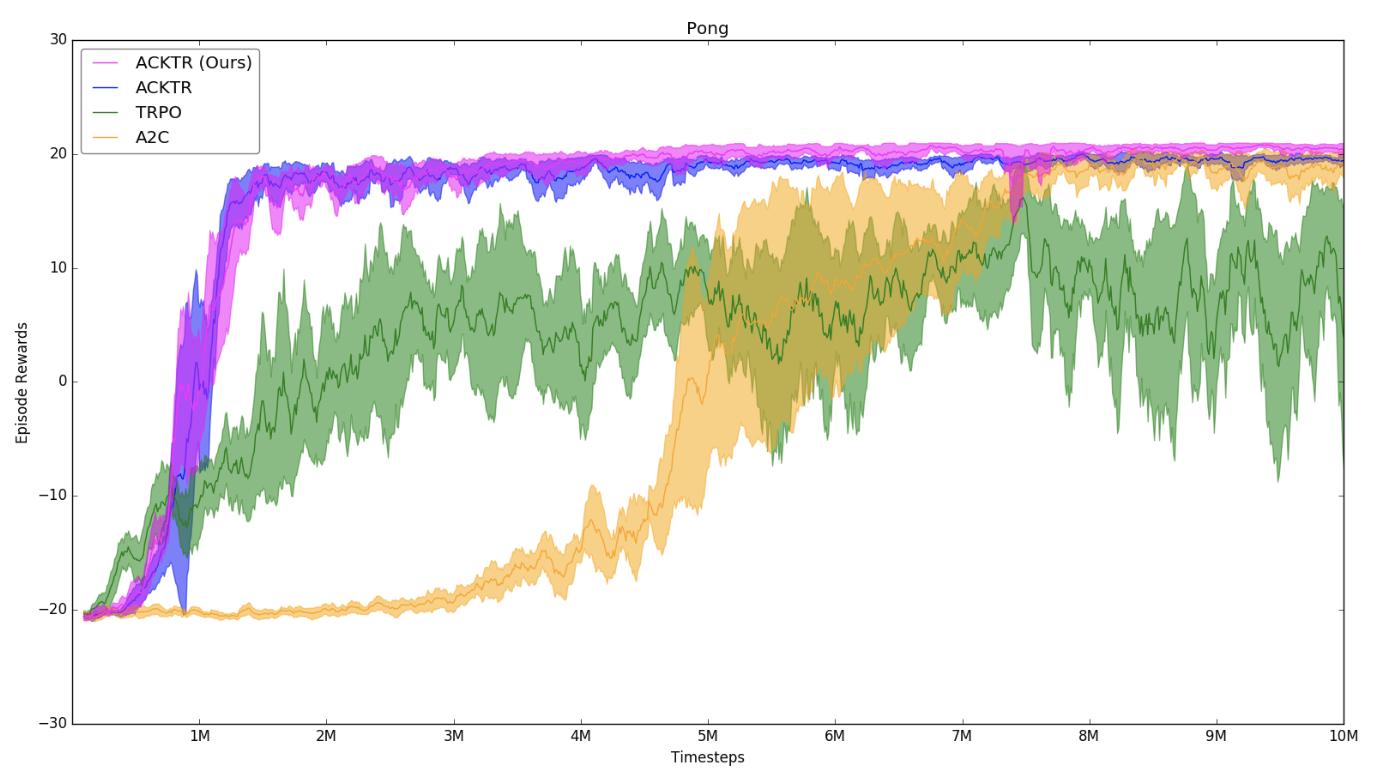 Pong
ACKTR (Ours)
ACKTR
TRPO
A2C
30
20
10
0
−10
−20
−30
Episode Rewards
1M 2M 3M 4M 5M 6M 7M 8M 9M 10M
Timesteps